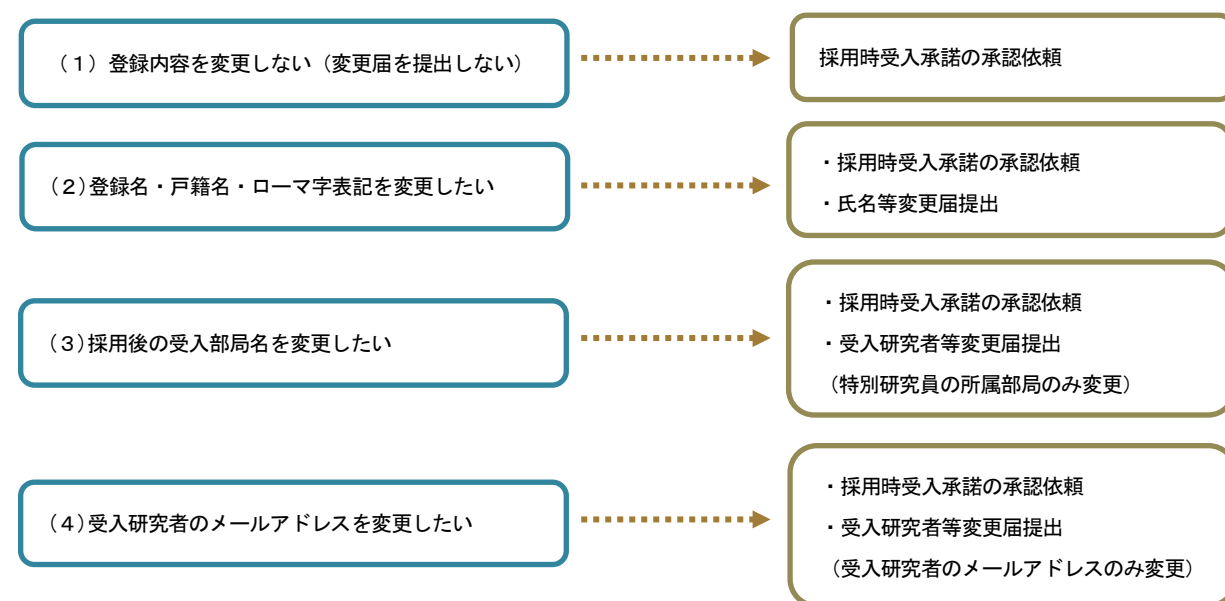 （１）登録内容を変更しない（変更届を提出しない）
採用時受入承諾の承認依頼
（２）登録名・戸籍名・ローマ字表記を変更したい
・採用時受入承諾の承認依頼
・氏名等変更届提出
（３）採用後の受入部局名を変更したい
・採用時受入承諾の承認依頼
・受入研究者等変更届提出
（特別研究員の所属部局のみ変更）
（４）受入研究者のメールアドレスを変更したい
・採用時受入承諾の承認依頼
・受入研究者等変更届提出
（受入研究者のメールアドレスのみ変更）